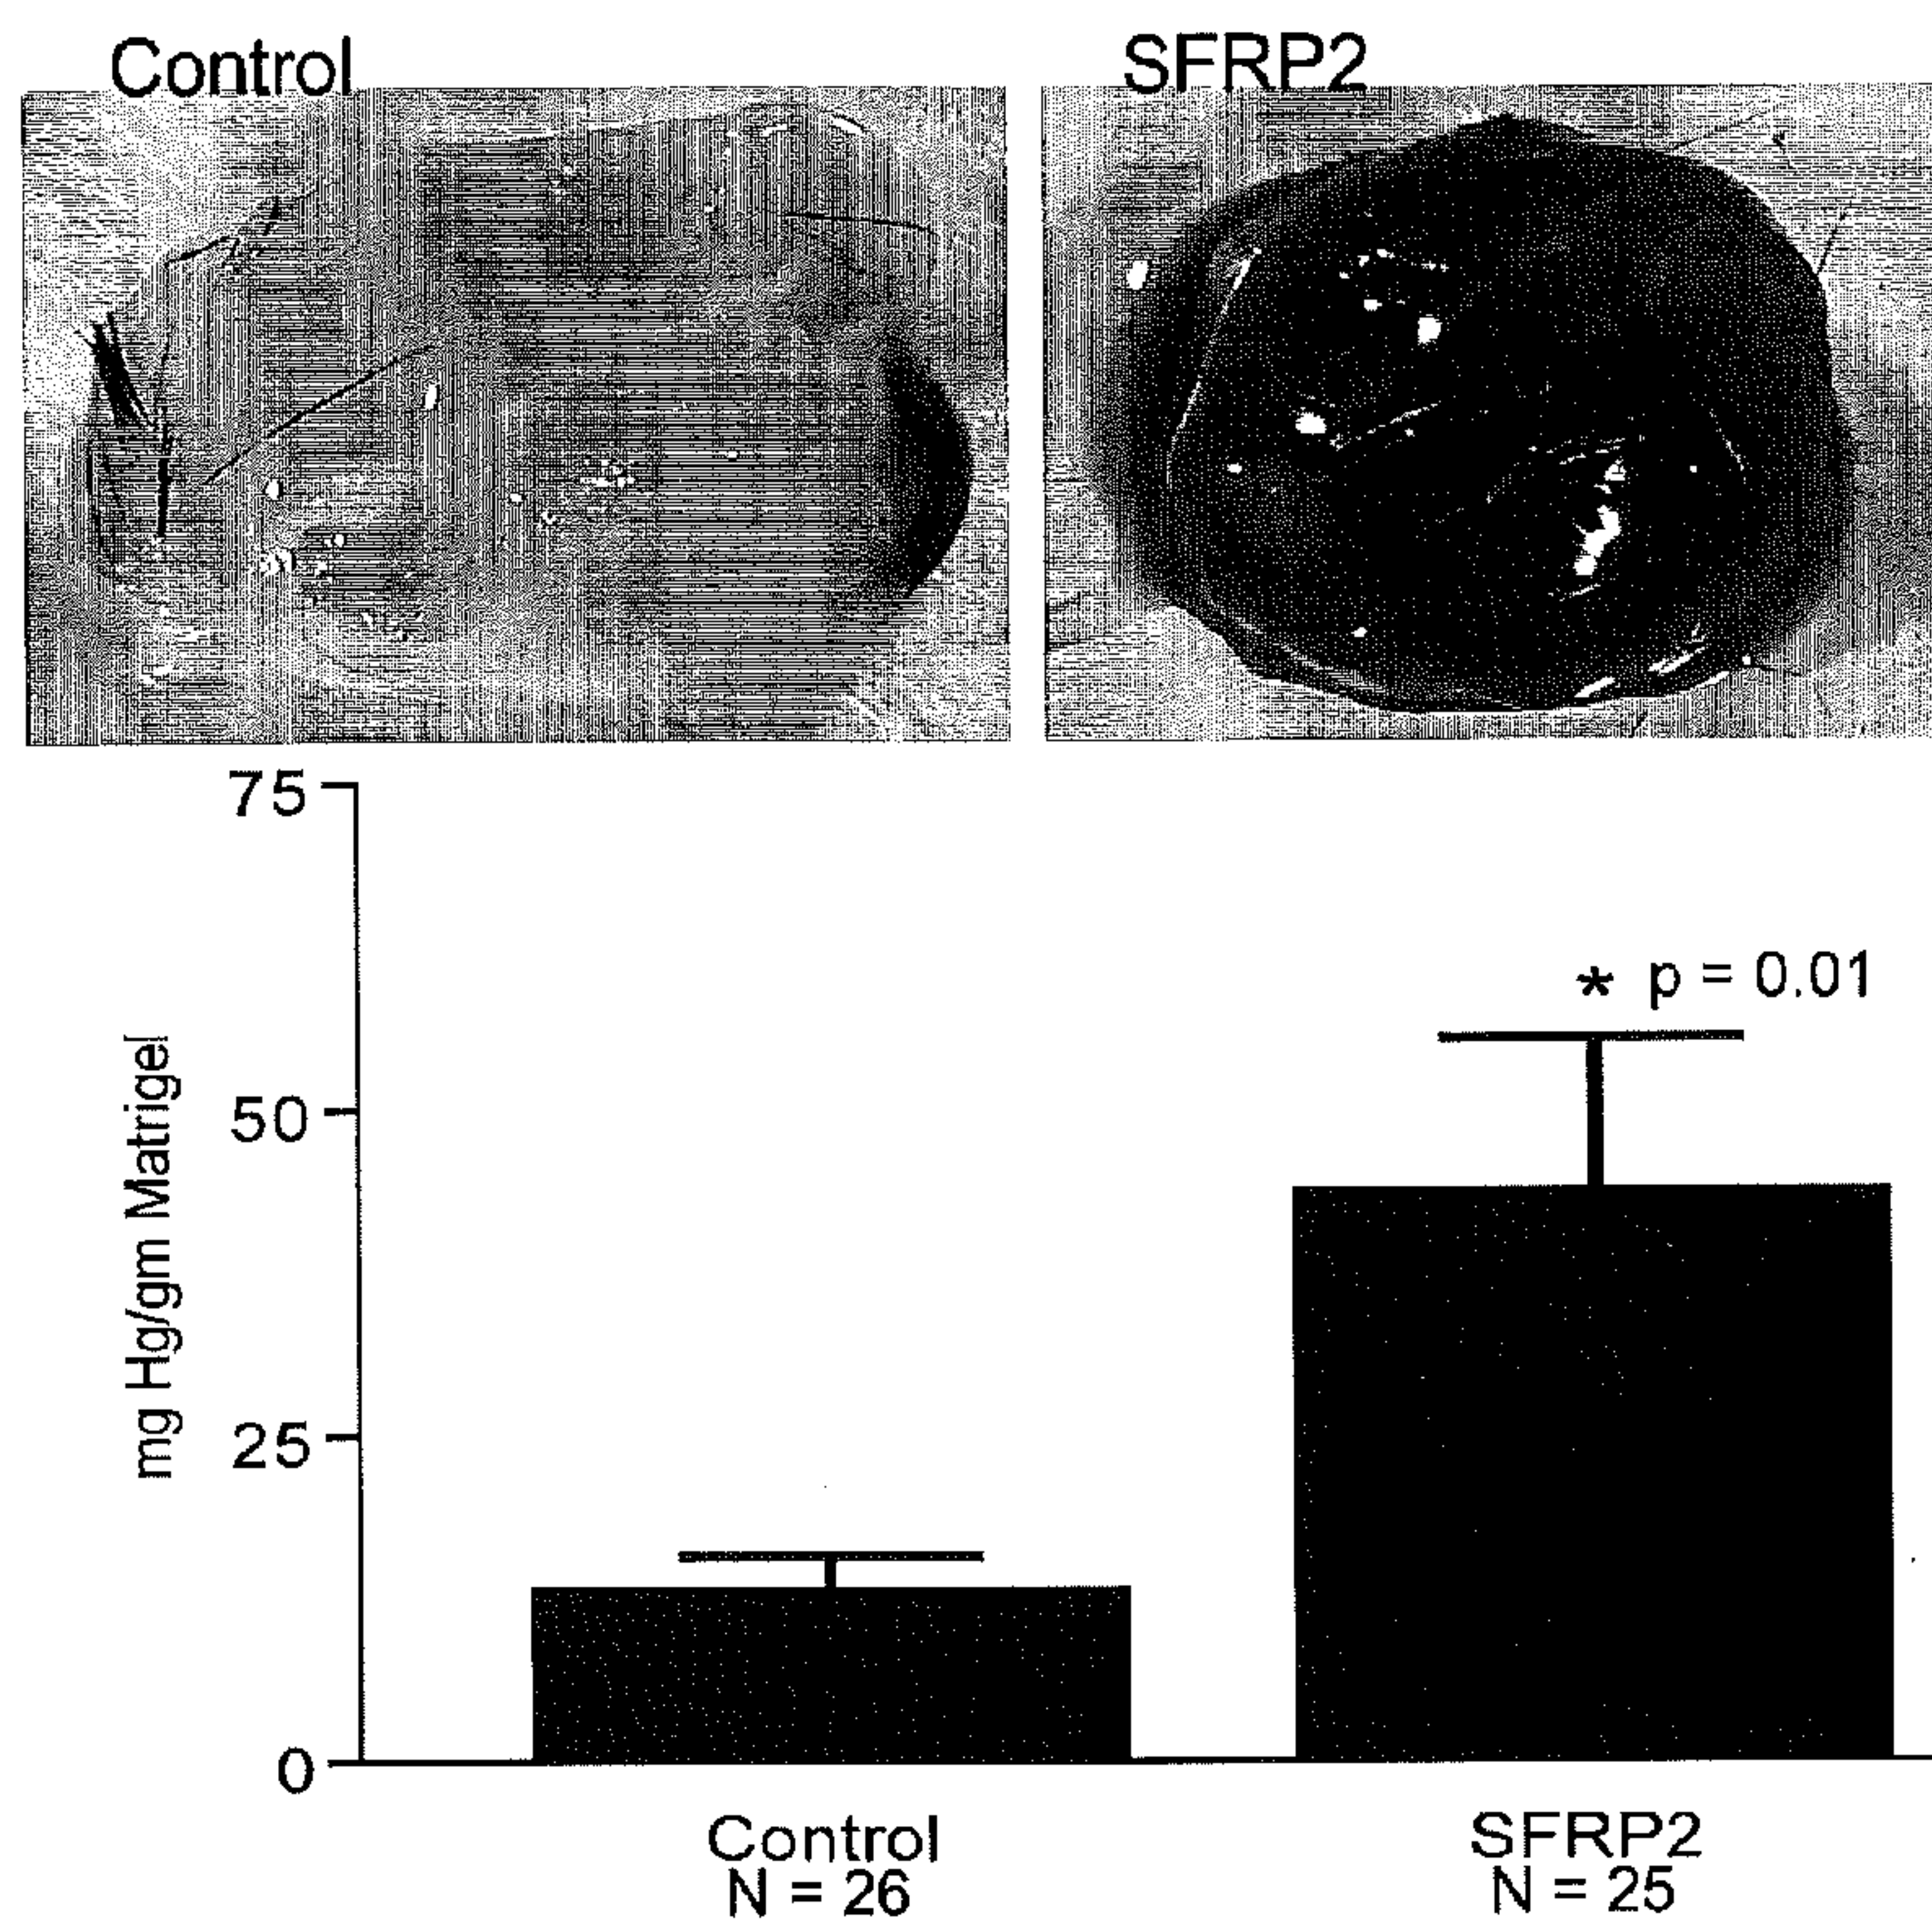 Control
SFRP2
75
50
25
0
mg Hg/gm Matrigel
* p = 0.01
Control
N = 26
SFRP2
N = 25